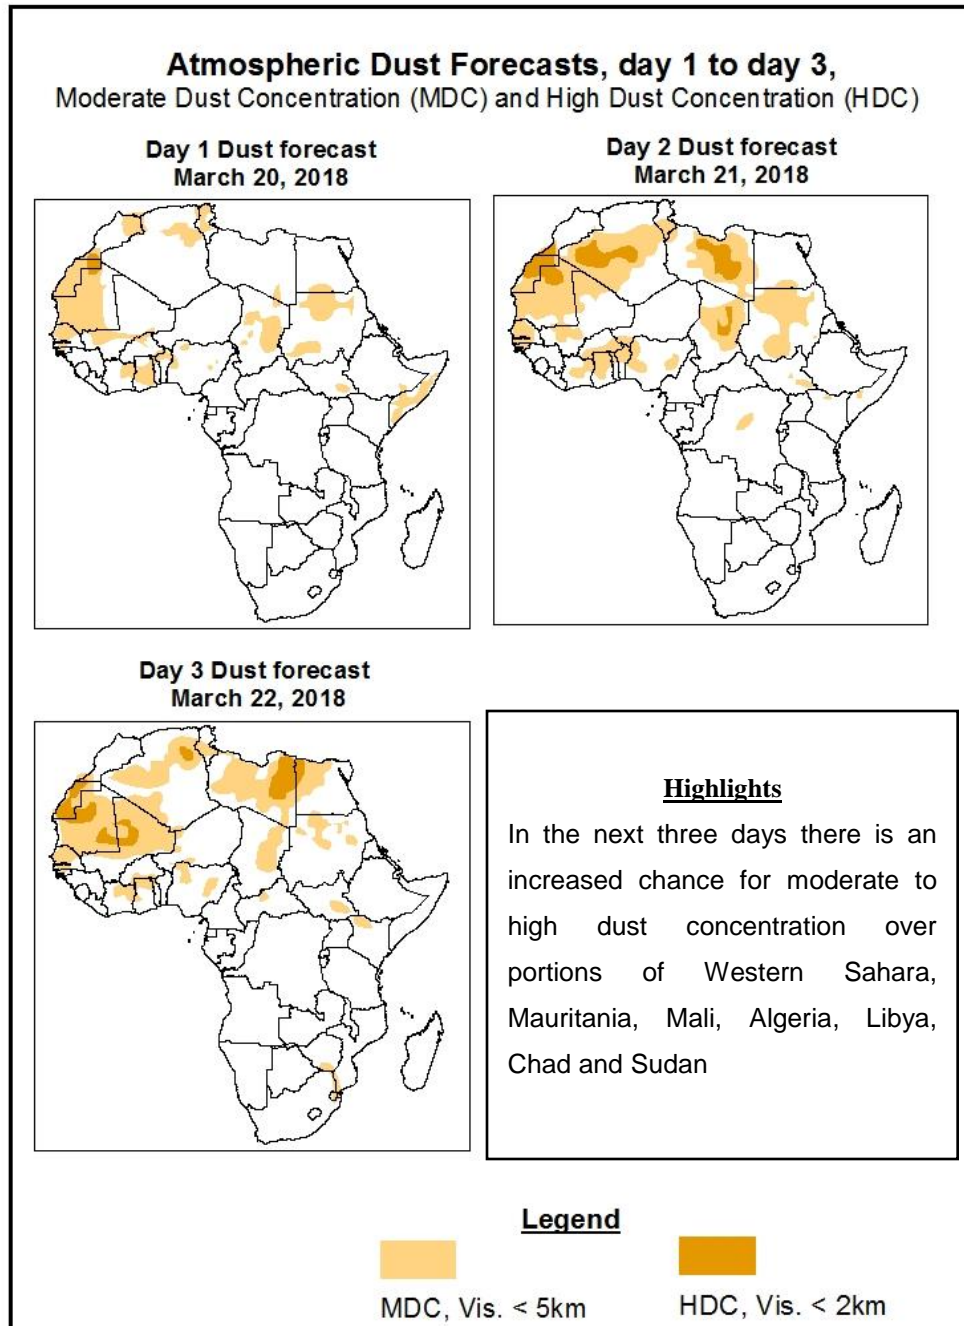 Atmospheric Dust Forecasts, day 1 to day 3,
Moderate Dust Concentration (MDC) and High Dust Concentration (HDC)
Day 1 Dust forecast
March 20, 2018
Day 2 Dust forecast
March 21, 2018
Day 3 Dust forecast
March 22, 2018
Highlights
In the next three days there is an
increased chance for moderate to
high dust concentration over
portions of Western Sahara,
Mauritania, Mali, Algeria, Libya,
Chad and Sudan
Legend
MDC, Vis. < 5km
HDC, Vis. < 2km